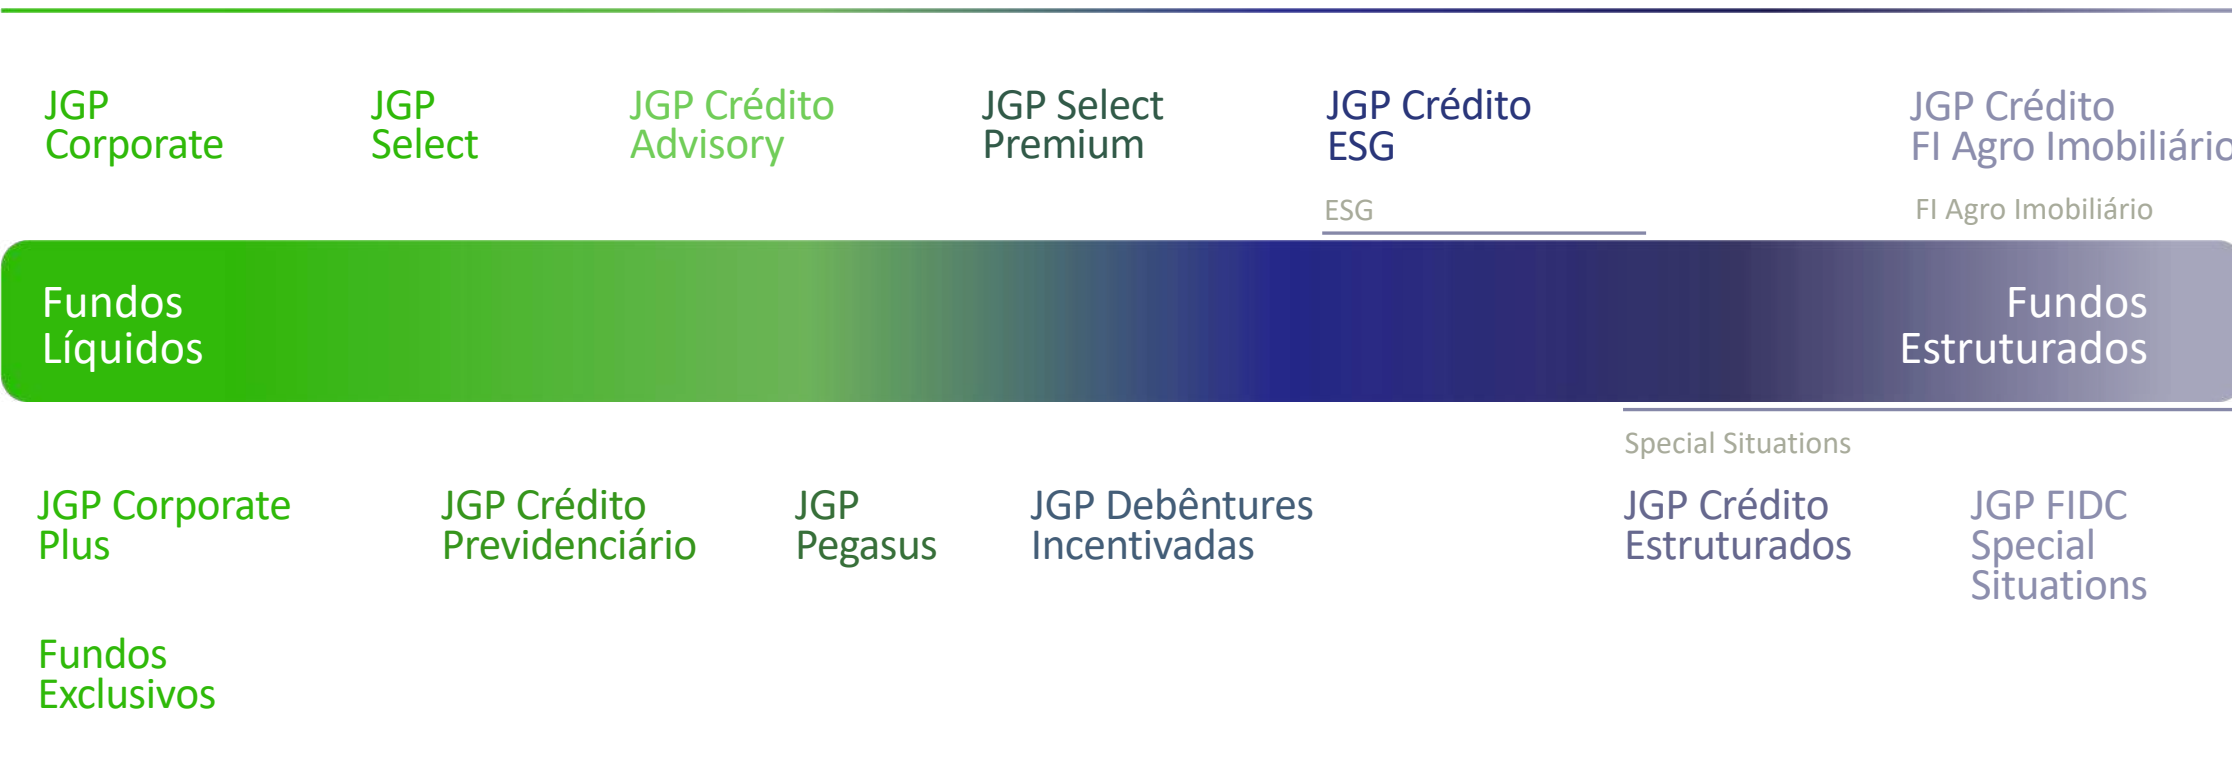 JGP
Corporate
JGP
Select
JGP Crédito
Advisory
JGP Select
Premium
JGP Crédito
ESG
JGP Crédito
FI Agro Imobiliário
ESG
FI Agro Imobiliário
Fundos
Líquidos
Fundos
Estruturados
Special Situations
JGP Corporate
Plus
JGP Crédito
Previdenciário
JGP
Pegasus
JGP Debêntures
Incentivadas
JGP Crédito
Estruturados
JGP FIDC
Special
Situations
Fundos
Exclusivos